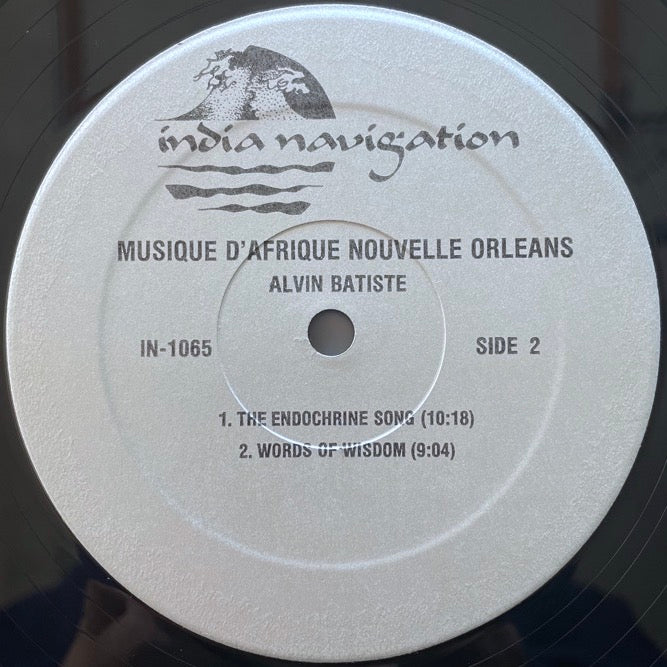 india navigation
MUSIQUE D'AFRIQUE NOUVELLE ORLEANS
ALVIN BATISTE
IN-1065 SIDE 2
1. THE ENDOCHRINE SONG (10:18)
2. WORDS OF WISDOM (9:04)